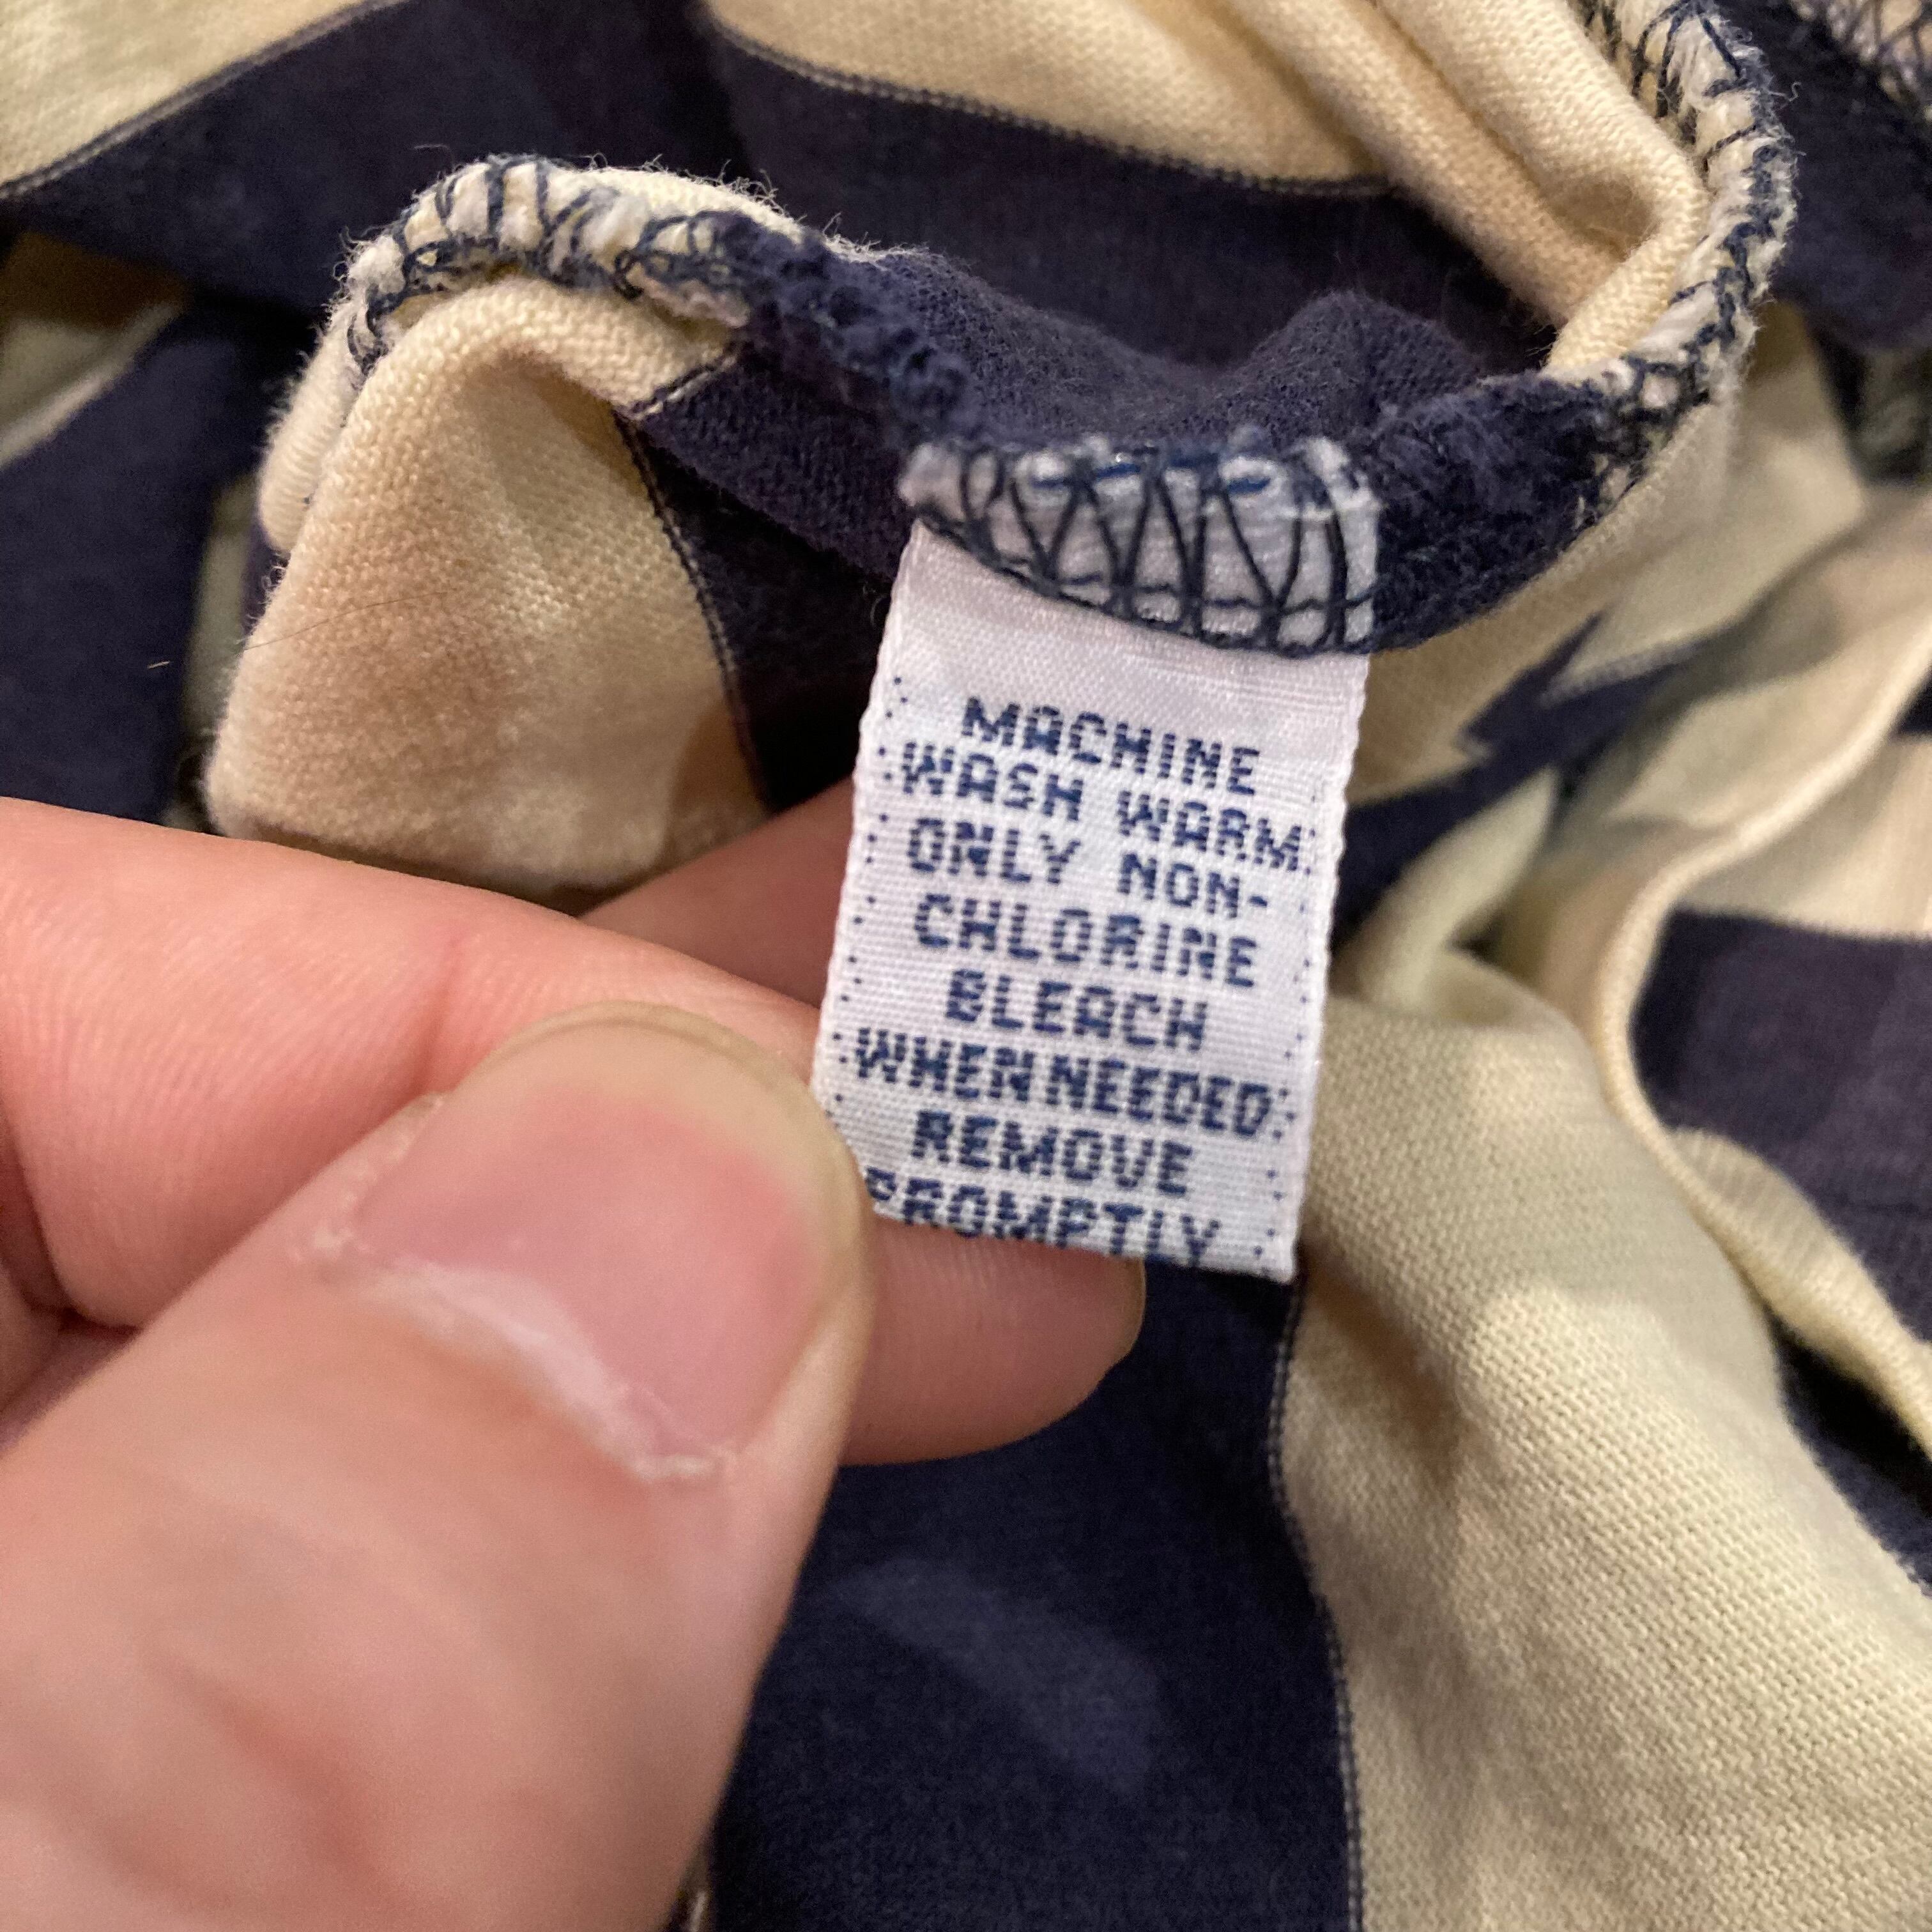 MACHINE
WASH WARM
ONLY NON-
CHLORINE
BLEACH
WHEN NEEDED
REMOVE
PROMPTLY